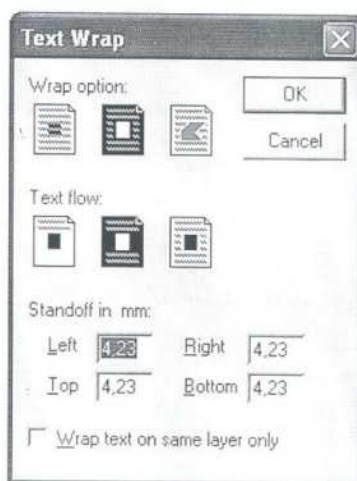 Text Wrap
Wrap option:
OK
Cancel
Text flow:
Standoff in mm:
Left 4,23 Right 4,23
Top 4,23 Bottom 4,23
Wrap text on same layer only